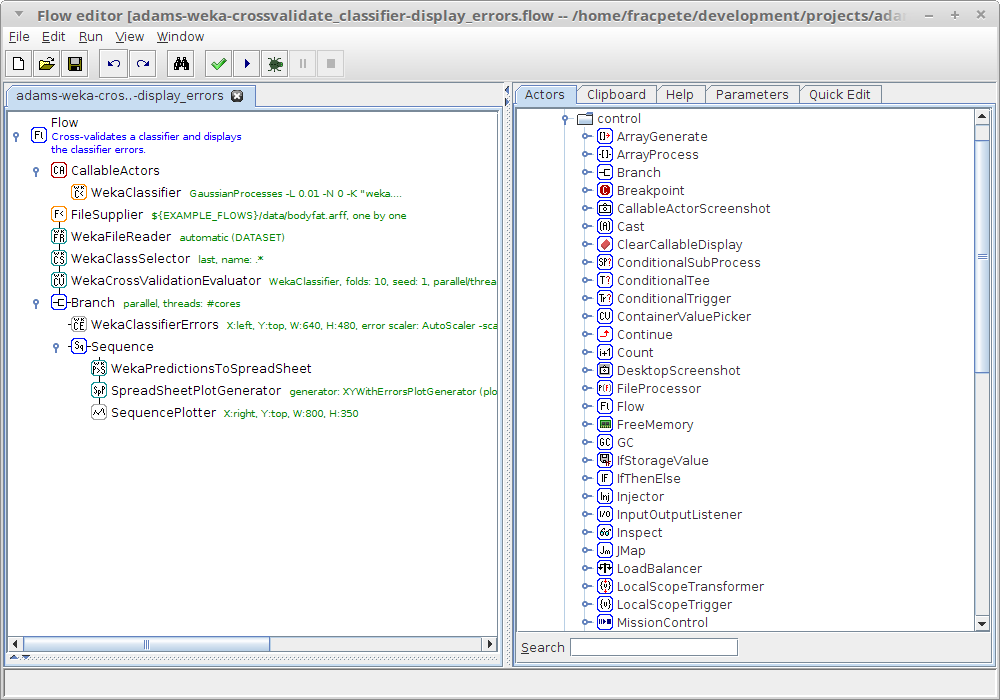 Flow editor [adams-weka-crossvalidate_classifier-display_errors.flow -- /home/fracpete/development/projects/ada
File Edit Run View Window
adams-weka-cros..-display_errors
Flow
Cross-validates a classifier and displays
the classifier errors.
CallableActors
WekaClassifier GaussianProcesses -L 0.01 -N 0 -K "weka....
FileSupplier ${EXAMPLE_FLOWS}/data/bodyfat.arff, one by one
WekaFileReader automatic (DATASET)
WekaClassSelector last, name: .*
WekaCrossValidationEvaluator WekaClassifier, folds: 10, seed: 1, parallel/threa
Branch parallel, threads: #cores
WekaClassifierErrors X:left, Y:top, W:640, H:480, error scaler: AutoScaler -sca
Sequence
WekaPredictionsToSpreadSheet
SpreadSheetPlotGenerator generator: XYWithErrorsPlotGenerator (plo
SequencePlotter X:right, Y:top, W:800, H:350
Actors Clipboard Help Parameters Quick Edit
control
ArrayGenerate
ArrayProcess
Branch
Breakpoint
CallableActorScreenshot
Cast
ClearCallableDisplay
ConditionalSubProcess
ConditionalTee
ConditionalTrigger
ContainerValuePicker
Continue
Count
DesktopScreenshot
FileProcessor
Flow
FreeMemory
GC
IfStorageValue
IfThenElse
Injector
InputOutputListener
Inspect
JMap
LoadBalancer
LocalScopeTransformer
LocalScopeTrigger
MissionControl
Search